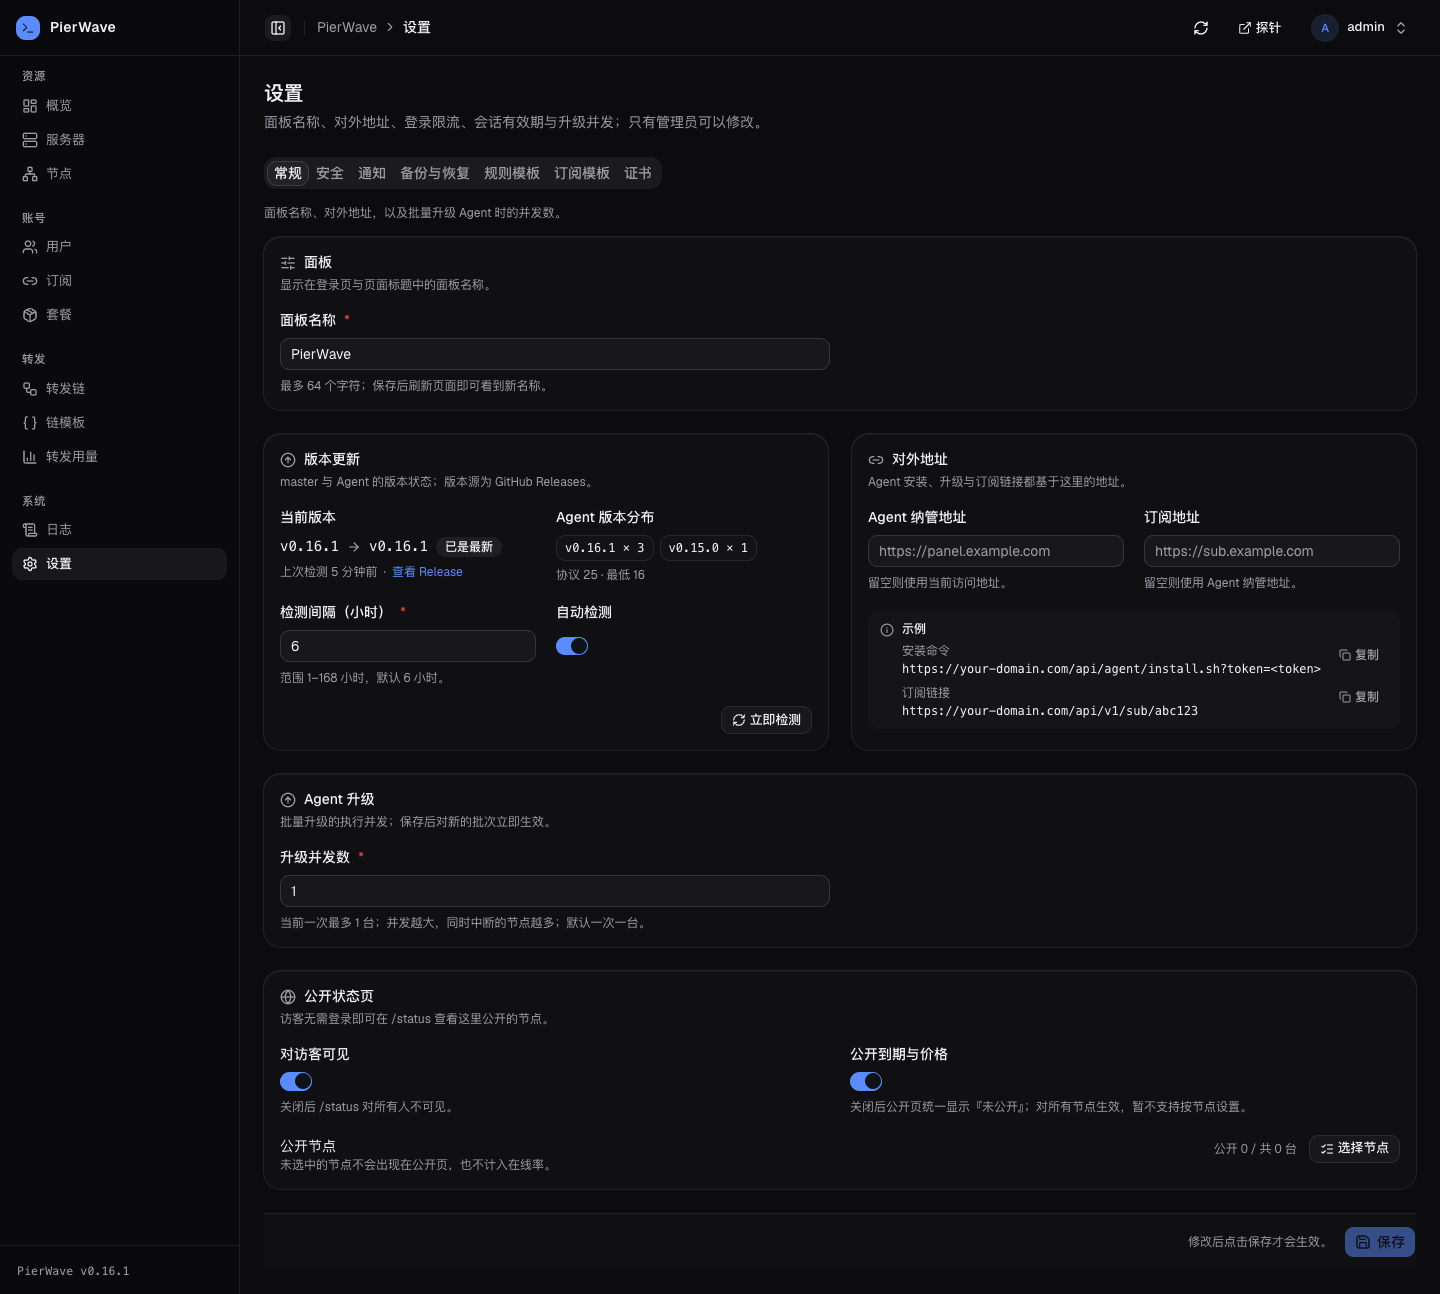 PierWave
PierWave > 设置
探针
A admin
资源
概览
服务器
节点
账号
用户
订阅
套餐
转发
转发链
链模板
转发用量
系统
日志
设置
PierWave v0.16.1
设置
面板名称、对外地址、登录限流、会话有效期与升级并发；只有管理员可以修改。
常规 安全 通知 备份与恢复 规则模板 订阅模板 证书
面板名称、对外地址，以及批量升级 Agent 时的并发数。
面板
显示在登录页与页面标题中的面板名称。
面板名称 *
PierWave
最多 64 个字符；保存后刷新页面即可看到新名称。
版本更新
master 与 Agent 的版本状态；版本源为 GitHub Releases。
当前版本
v0.16.1 → v0.16.1 已是最新
上次检测 5 分钟前 · 查看 Release
Agent 版本分布
v0.16.1 × 3 v0.15.0 × 1
协议 25 · 最低 16
检测间隔（小时） *
6
范围 1–168 小时，默认 6 小时。
自动检测
立即检测
对外地址
Agent 安装、升级与订阅链接都基于这里的地址。
Agent 纳管地址
https://panel.example.com
留空则使用当前访问地址。
订阅地址
https://sub.example.com
留空则使用 Agent 纳管地址。
示例
安装命令
https://your-domain.com/api/agent/install.sh?token=<token>
复制
订阅链接
https://your-domain.com/api/v1/sub/abc123
复制
Agent 升级
批量升级的执行并发；保存后对新的批次立即生效。
升级并发数 *
1
当前一次最多 1 台；并发越大，同时中断的节点越多；默认一次一台。
公开状态页
访客无需登录即可在 /status 查看这里公开的节点。
对访客可见
关闭后 /status 对所有人不可见。
公开到期与价格
关闭后公开页统一显示『未公开』；对所有节点生效，暂不支持按节点设置。
公开节点
未选中的节点不会出现在公开页，也不计入在线率。
公开 0 / 共 0 台
选择节点
修改后点击保存才会生效。
保存